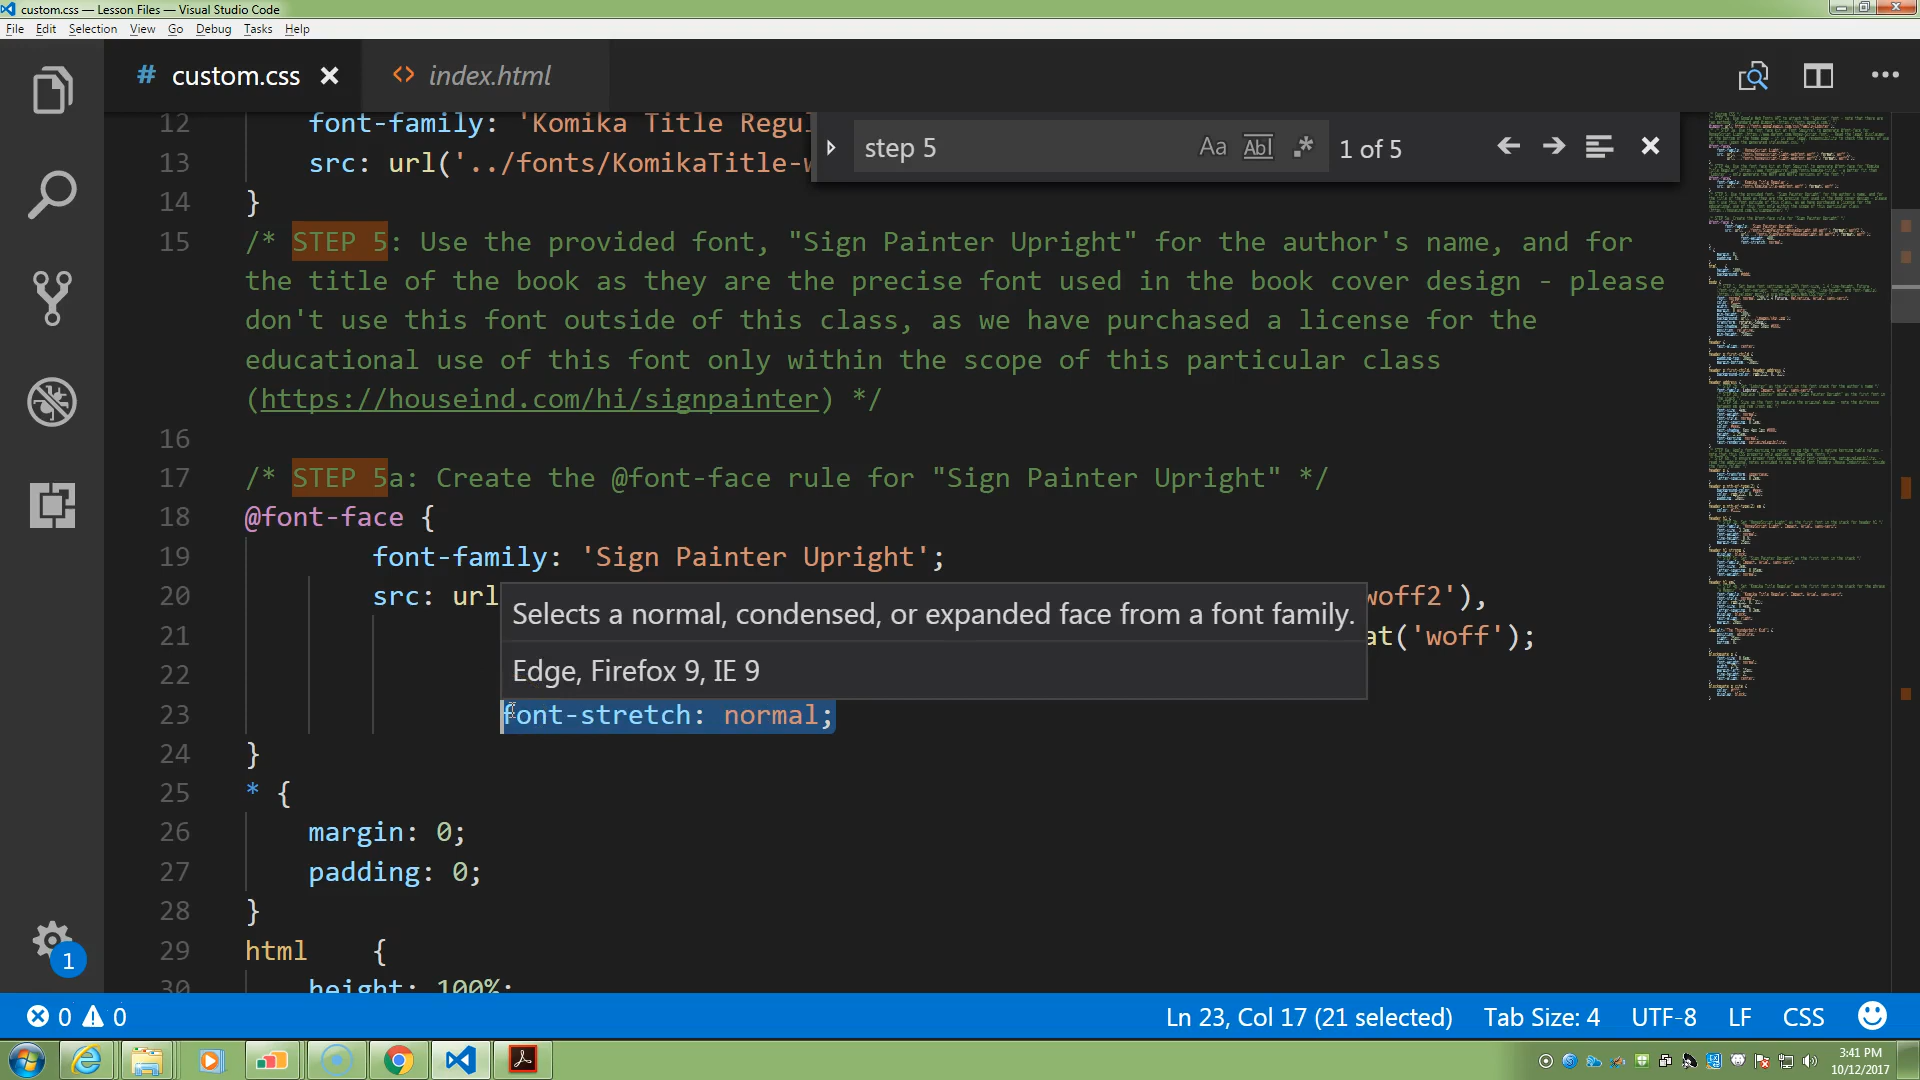 custom.css — Lesson Files — Visual Studio Code
File Edit Selection View Go Debug Tasks Help
# custom.css × <> index.html
step 5 Aa Abl .* 1 of 5
12 font-family: 'Komika Title Regul
13 src: url('../fonts/KomikaTitle-w
14 }
15 /* STEP 5: Use the provided font, "Sign Painter Upright" for the author's name, and for
the title of the book as they are the precise font used in the book cover design - please
don't use this font outside of this class, as we have purchased a license for the
educational use of this font only within the scope of this particular class
(https://houseind.com/hi/signpainter) */
16
17 /* STEP 5a: Create the @font-face rule for "Sign Painter Upright" */
18 @font-face {
19 font-family: 'Sign Painter Upright';
20 src: url woff2'),
Selects a normal, condensed, or expanded face from a font family.
21 at('woff');
Edge, Firefox 9, IE 9
22
23 font-stretch: normal;
24 }
25 * {
26 margin: 0;
27 padding: 0;
28 }
29 html {
30 height: 100%;
1
0 0 Ln 23, Col 17 (21 selected) Tab Size: 4 UTF-8 LF CSS
3:41 PM
10/12/2017